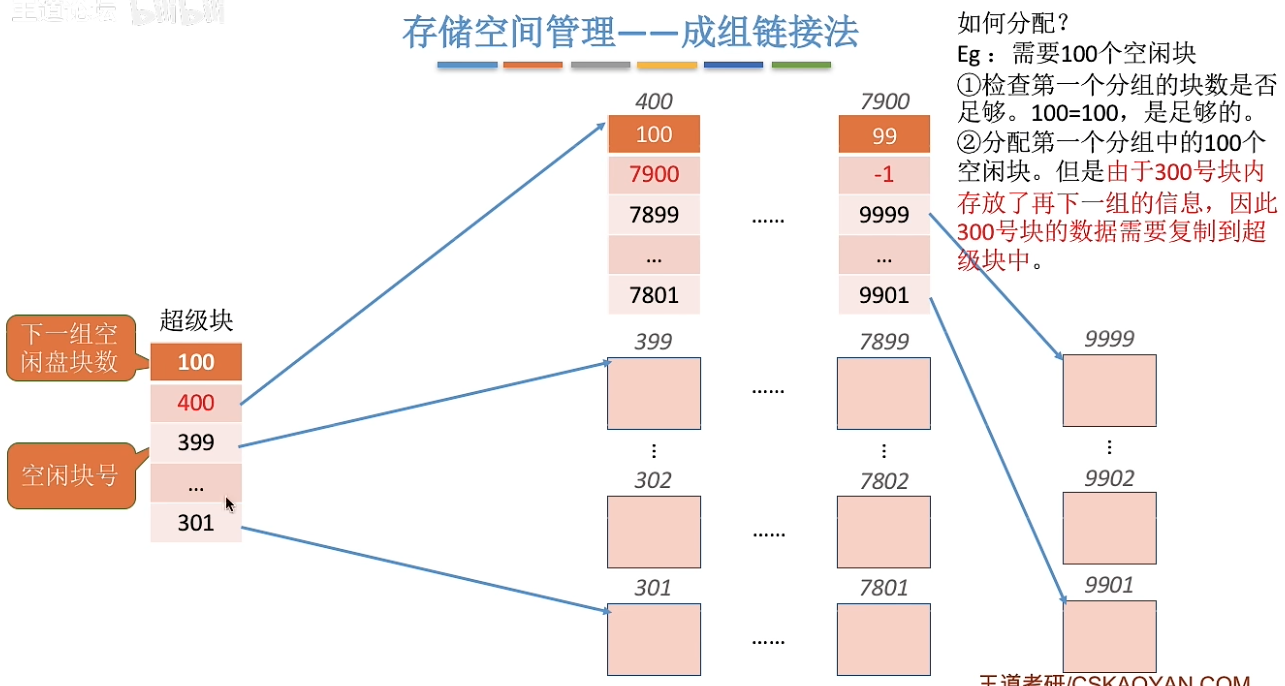 存储空间管理——成组链接法
如何分配？
Eg：需要100个空闲块
①检查第一个分组的块数是否
足够。100=100，是足够的。
②分配第一个分组中的100个
空闲块。但是由于300号块内
存放了再下一组的信息，因此
300号块的数据需要复制到超
级块中。
400
100
7900
7899
...
7801
......
7900
99
-1
9999
...
9901
超级块
下一组空
闲盘块数
空闲块号
100
400
399
...
301
399
......
7899
9999
302
......
7802
9902
301
......
7801
9901
王道论坛 bilibili
王道考研/CSKAOYAN.COM